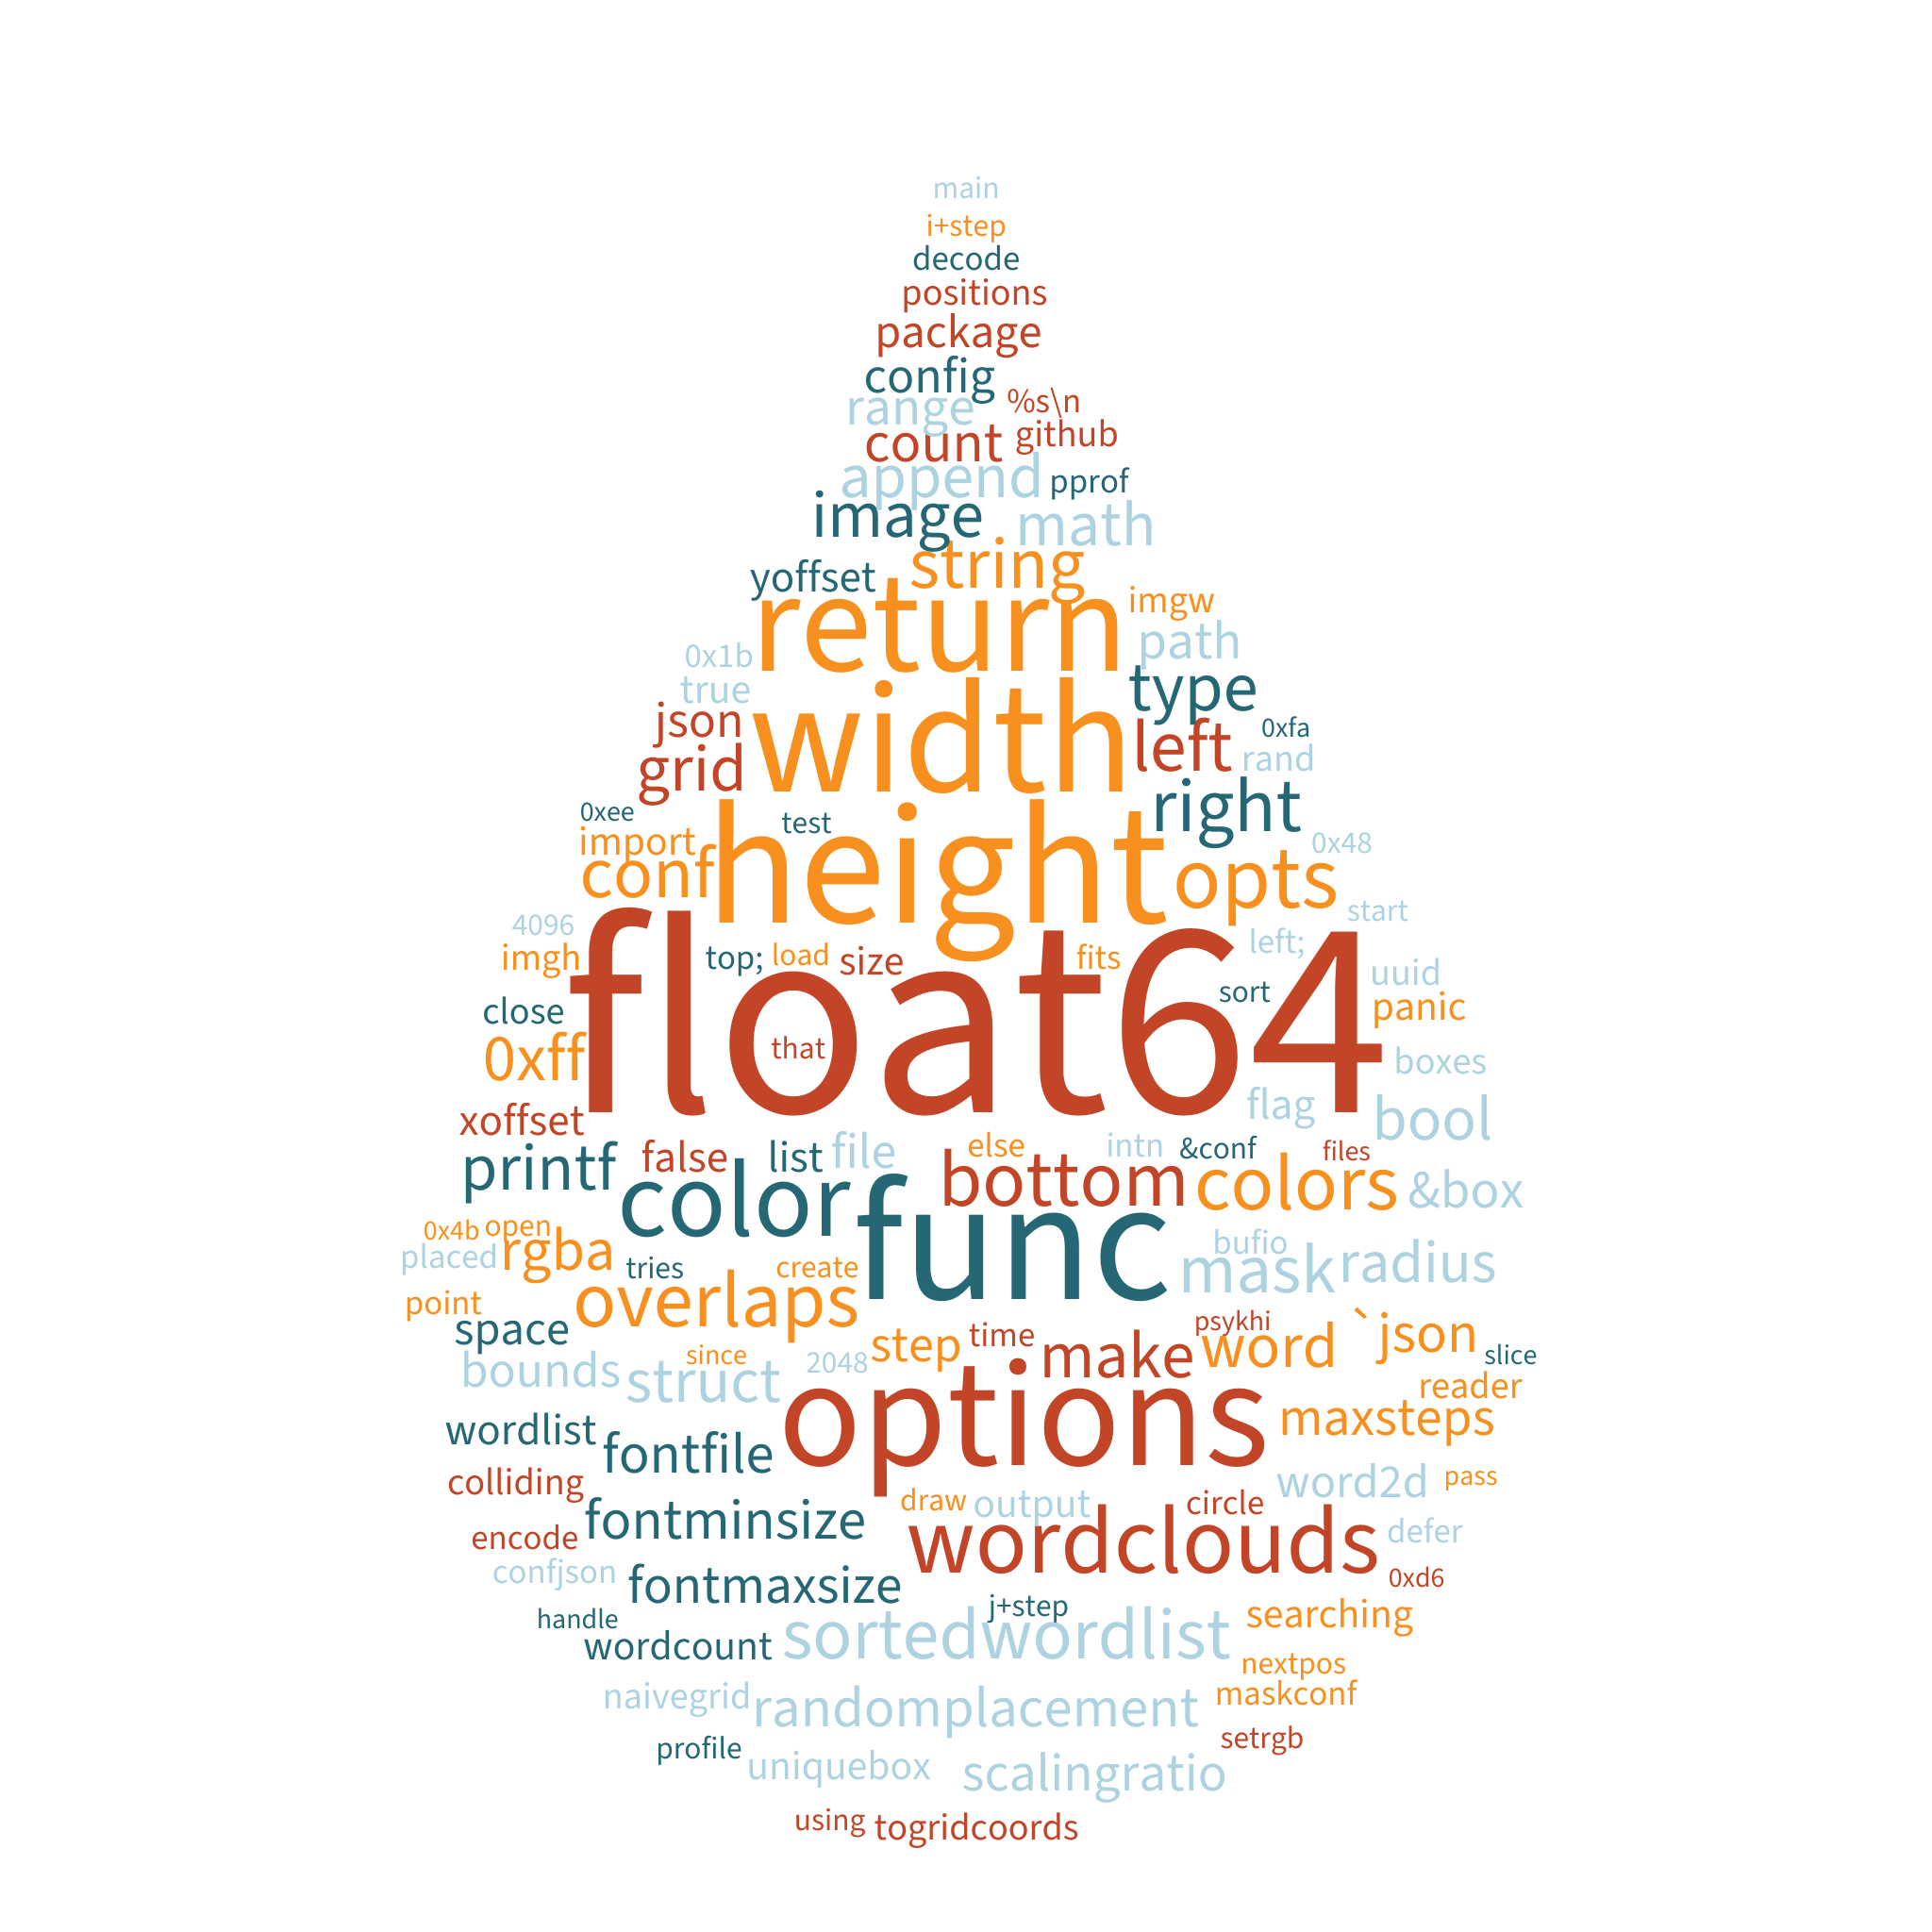 main
i+step
decode
positions
package
config
range %s\n
count github
append pprof
image math
yoffset string
return imgw
0x1b path
true width type
json left 0xfa
grid rand
0xee test right
import height 0x48
conf opts
4096 start
imgh top; load size fits left;
close float64 sort uuid
0xff that panic
boxes
xoffset flag bool
printf false list file else intn &conf files
color bottom colors &box
0x4b open func
placed rgba tries create bufio mask radius
point overlaps
space step time make psykhi word `json
bounds since struct 2048 slice
options reader
wordlist fontfile maxsteps
colliding word2d pass
draw output circle
encode fontminsize wordclouds defer
confjson fontmaxsize 0xd6
handle j+step searching
wordcount sortedwordlist
nextpos
naivegrid randomplacement maskconf
profile setrgb
uniquebox scalingratio
using togridcoords